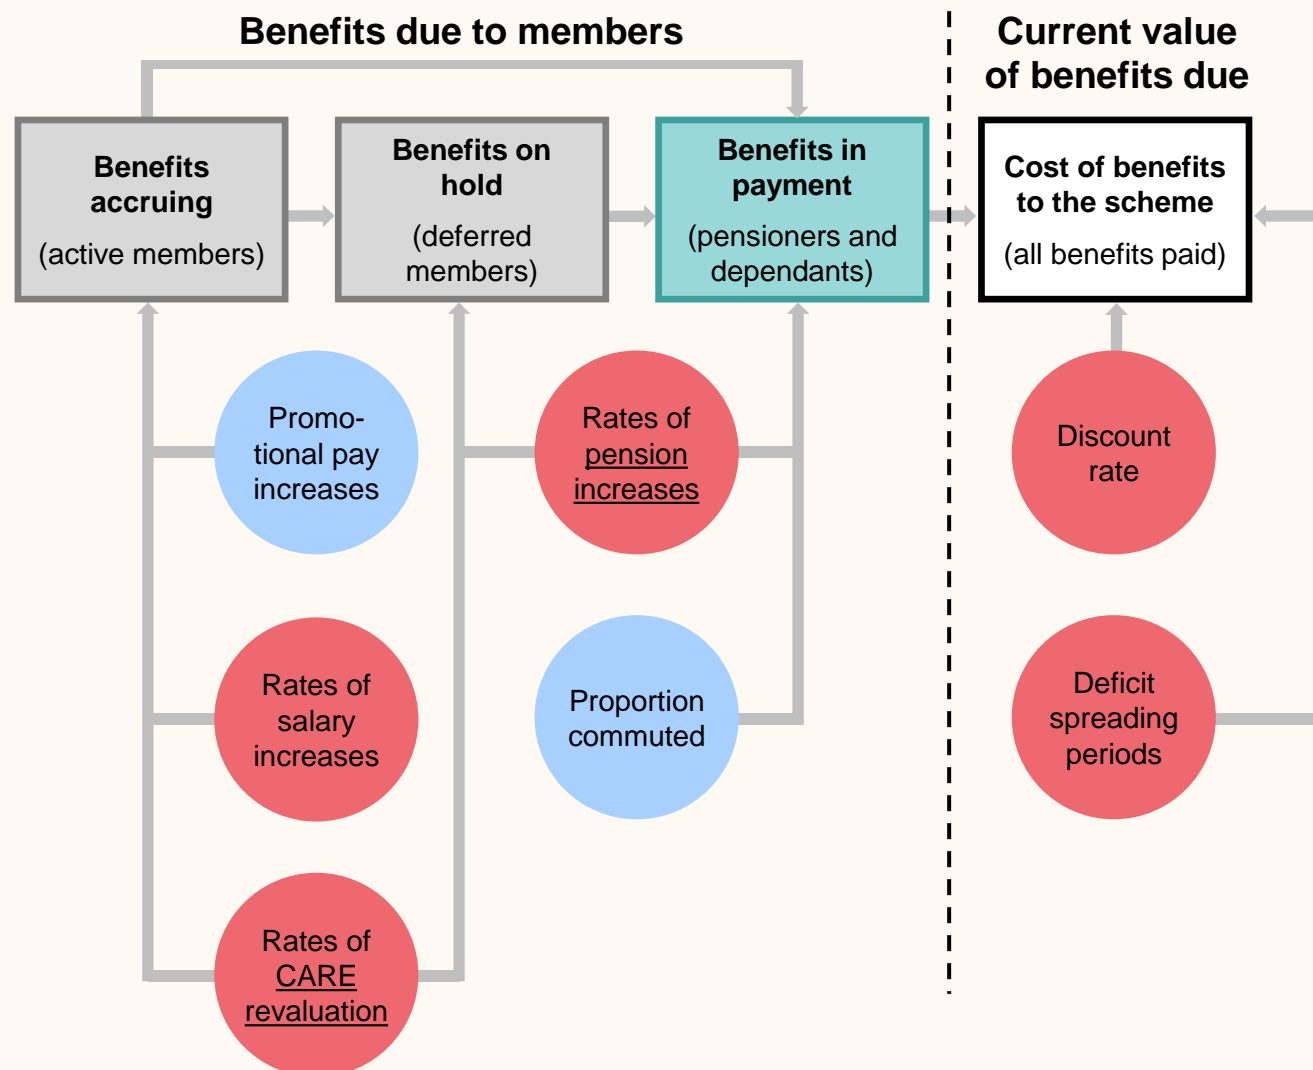 Benefits due to members
Current value
of benefits due
Benefits
accruing
(active members)
Benefits on
hold
(deferred
members)
Benefits in
payment
(pensioners and
dependants)
Cost of benefits
to the scheme
(all benefits paid)
Promo-
tional pay
increases
Rates of
pension
increases
Discount
rate
Rates of
salary
increases
Proportion
commuted
Deficit
spreading
periods
Rates of
CARE
revaluation